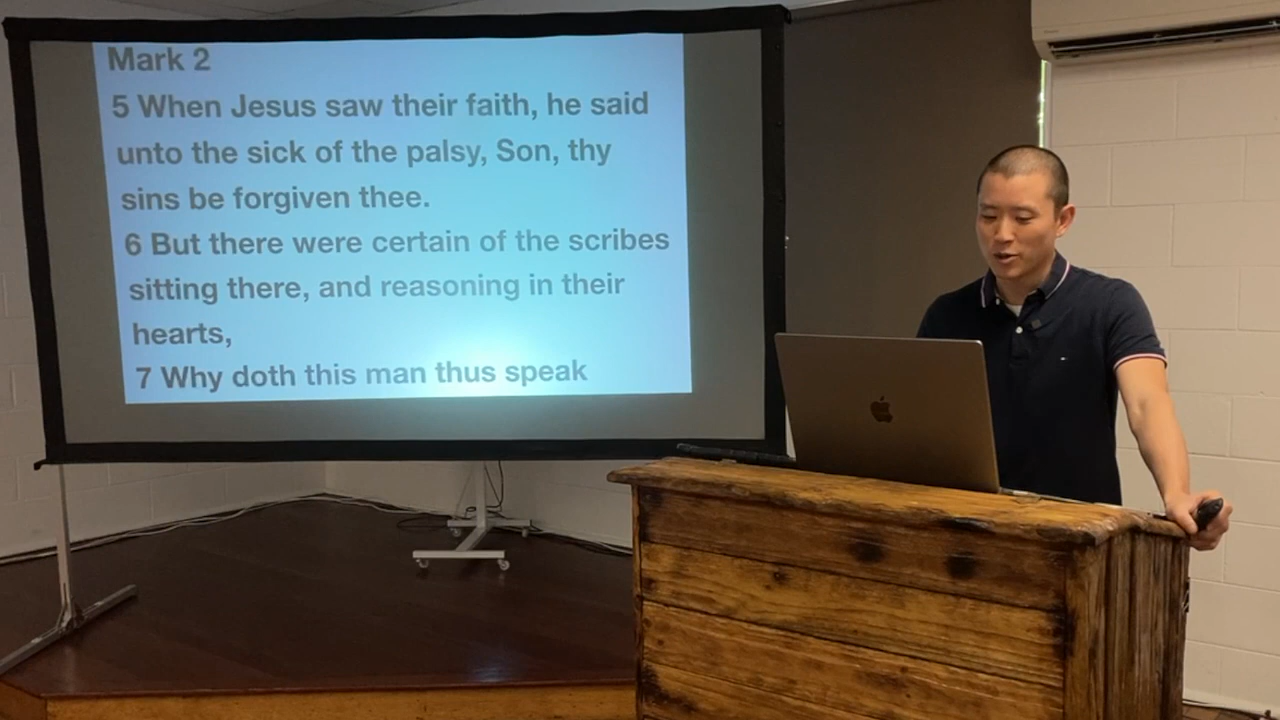 Mark 2
5 When Jesus saw their faith, he said
unto the sick of the palsy, Son, thy
sins be forgiven thee.
6 But there were certain of the scribes
sitting there, and reasoning in their
hearts,
7 Why doth this man thus speak